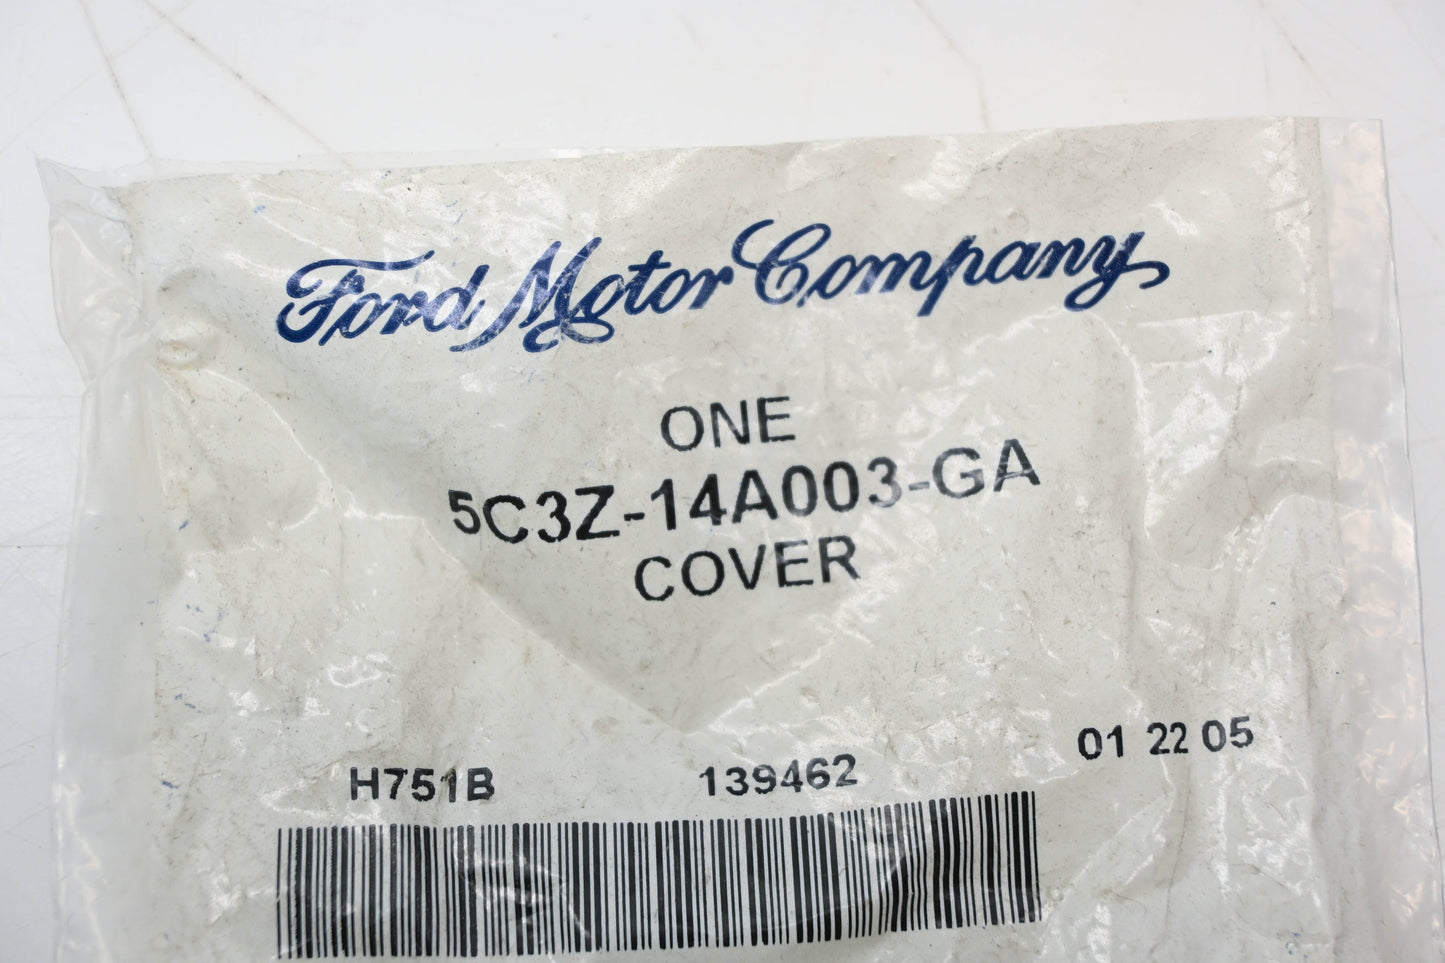 Ford Motor Company
ONE
5C3Z-14A003-GA
COVER
H751B 139462 01 22 05